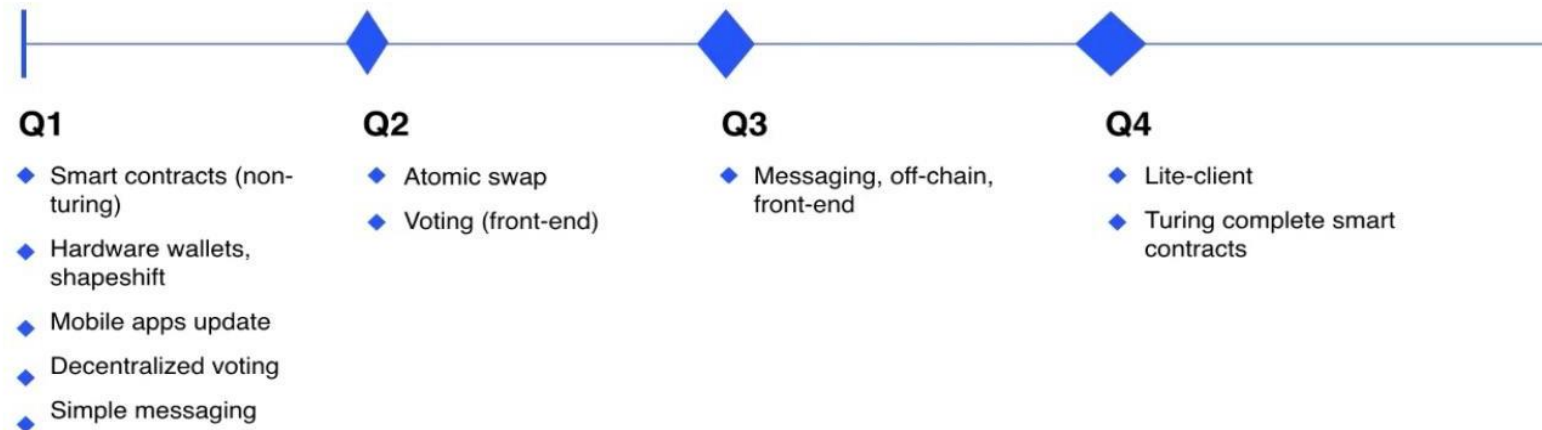 Q1
Smart contracts (non-
turing)
Hardware wallets,
shapeshift
Mobile apps update
Decentralized voting
Simple messaging
Q2
Atomic swap
Voting (front-end)
Q3
Messaging, off-chain,
front-end
Q4
Lite-client
Turing complete smart
contracts